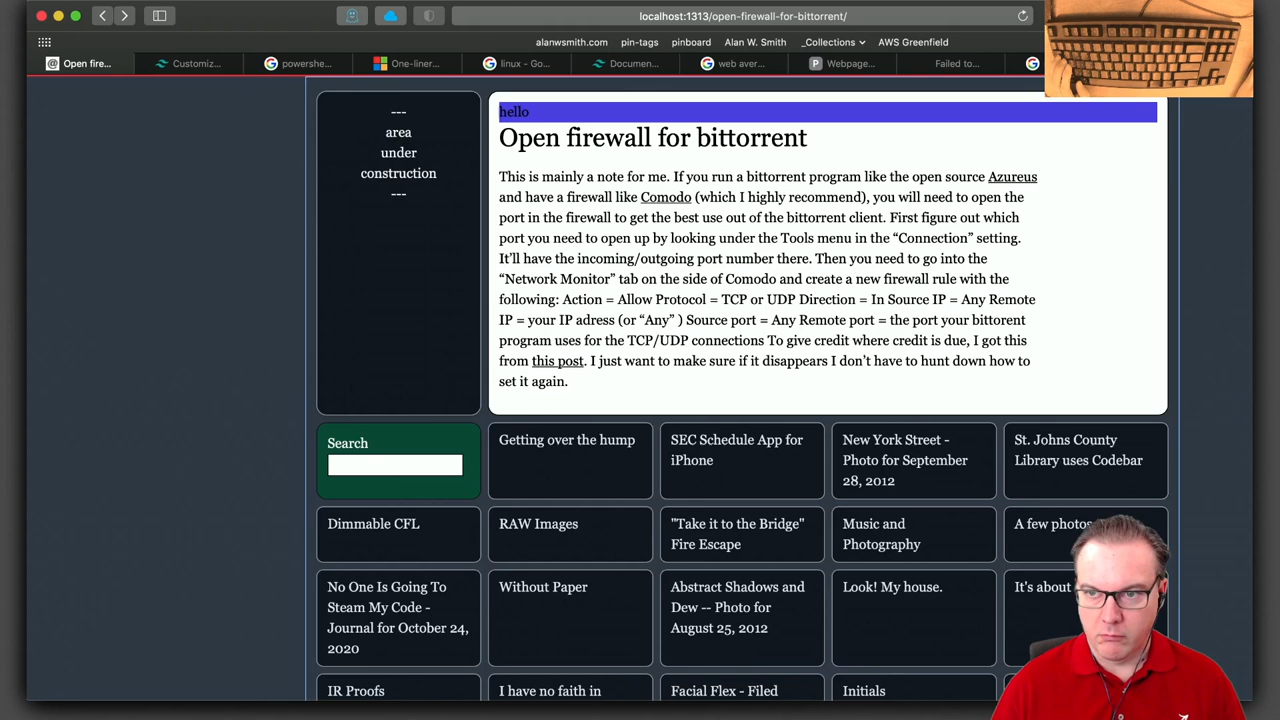 localhost:1313/open-firewall-for-bittorrent/
alanwsmith.com pin-tags pinboard Alan W. Smith _Collections AWS Greenfield
Open fire... Customiz... powershe... One-liner... linux - Go... Documen... web aver... Webpage... Failed to...
---
area
under
construction
---
hello
Open firewall for bittorrent
This is mainly a note for me. If you run a bittorrent program like the open source Azureus
and have a firewall like Comodo (which I highly recommend), you will need to open the
port in the firewall to get the best use out of the bittorrent client. First figure out which
port you need to open up by looking under the Tools menu in the “Connection” setting.
It’ll have the incoming/outgoing port number there. Then you need to go into the
“Network Monitor” tab on the side of Comodo and create a new firewall rule with the
following: Action = Allow Protocol = TCP or UDP Direction = In Source IP = Any Remote
IP = your IP adress (or “Any” ) Source port = Any Remote port = the port your bittorent
program uses for the TCP/UDP connections To give credit where credit is due, I got this
from this post. I just want to make sure if it disappears I don’t have to hunt down how to
set it again.
Search
Getting over the hump
SEC Schedule App for
iPhone
New York Street -
Photo for September
28, 2012
St. Johns County
Library uses Codebar
Dimmable CFL
RAW Images
"Take it to the Bridge"
Fire Escape
Music and
Photography
A few photos
No One Is Going To
Steam My Code -
Journal for October 24,
2020
Without Paper
Abstract Shadows and
Dew -- Photo for
August 25, 2012
Look! My house.
It's about
IR Proofs
I have no faith in
Facial Flex - Filed
Initials